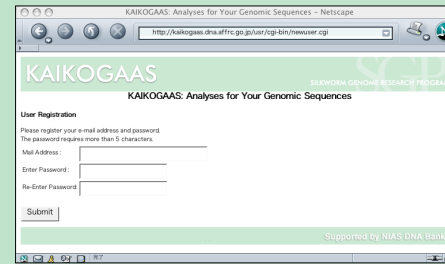 KAIKOGAAS: Analyses for Your Genomic Sequences – Netscape
http://kaikogaas.dna.affrc.go.jp/usr/cgi-bin/newuser.cgi
KAIKOGAAS
SGP
SILKWORM GENOME RESEARCH PROGRAM
KAIKOGAAS: Analyses for Your Genomic Sequences
User Registration
Please register your e-mail address and password.
The password requires more than 5 characters.
Mail Address :
Enter Password :
Re-Enter Password:
Submit
Supported by NIAS DNA Bank